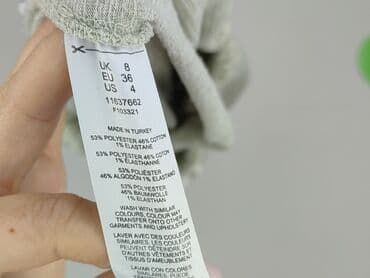 UK 8
EU 36
US 4
11637662
F103321
MADE IN TURKEY
53% POLYESTER 46% COTTON
1% ELASTANE
53% POLYESTER 46% COTON
1% ÉLASTHANNE
53% POLIÉSTER
46% ALGODÓN 1% ELASTANO
53% POLYESTER
46% BAUMWOLLE
1% ELASTHAN
WASH WITH SIMILAR
COLOURS, COLOUR MAY
TRANSFER ONTO OTHER
GARMENTS AND UPHOLSTERY
LAVER AVEC DES COULEURS
SIMILAIRES, LES COULEURS
PEUVENT DÉTEINDRE SUR
D'AUTRES VÊTEMENTS
ET TISSUS D'AMEUBLEMENT
LAVAR CON COLORES